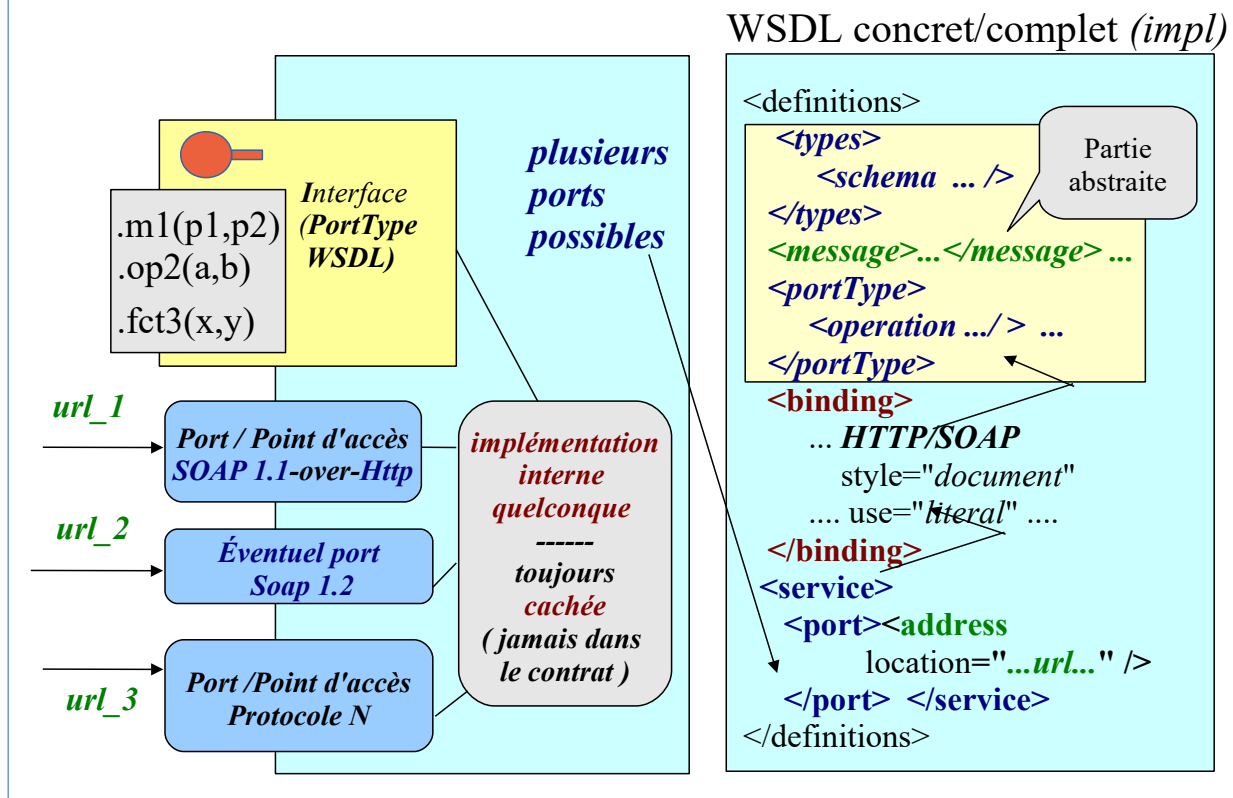 WSDL concret/complet (impl)
Interface
(PortType
WSDL)
.m1(p1,p2)
.op2(a,b)
.fct3(x,y)
plusieurs
ports
possibles
url_1
Port / Point d'accès
SOAP 1.1-over-Http
url_2
Éventuel port
Soap 1.2
url_3
Port /Point d'accès
Protocole N
implémentation
interne
quelconque
------
toujours
cachée
( jamais dans
le contrat )
<definitions>
<types>
<schema ... />
</types>
<message>...</message> ...
<portType>
<operation .../ > ...
</portType>
Partie
abstraite
<binding>
... HTTP/SOAP
style="document"
.... use="literal" ....
</binding>
<service>
<port><address
location="...url..." />
</port> </service>
</definitions>